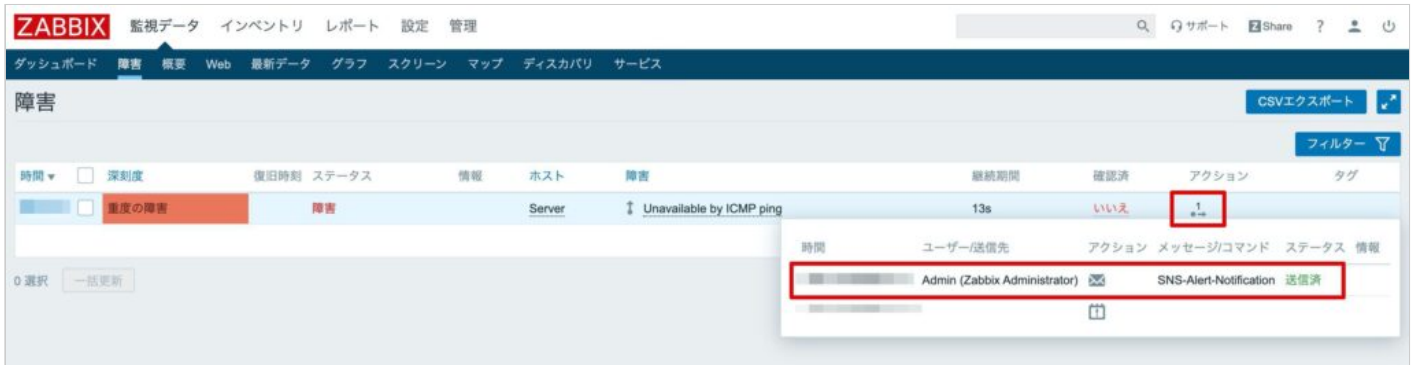 ZABBIX 監視データ インベントリ レポート 設定 管理 サポート Z Share ?
ダッシュボード 障害 概要 Web 最新データ グラフ スクリーン マップ ディスカバリ サービス
障害 CSVエクスポート
フィルター
時間 ▼ 深刻度 復旧時刻 ステータス 情報 ホスト 障害 継続期間 確認済 アクション タグ
重度の障害 障害 Server Unavailable by ICMP ping 13s いいえ 1
時間 ユーザー/送信先 アクション メッセージ/コマンド ステータス 情報
0 選択 一括更新 Admin (Zabbix Administrator) SNS-Alert-Notification 送信済